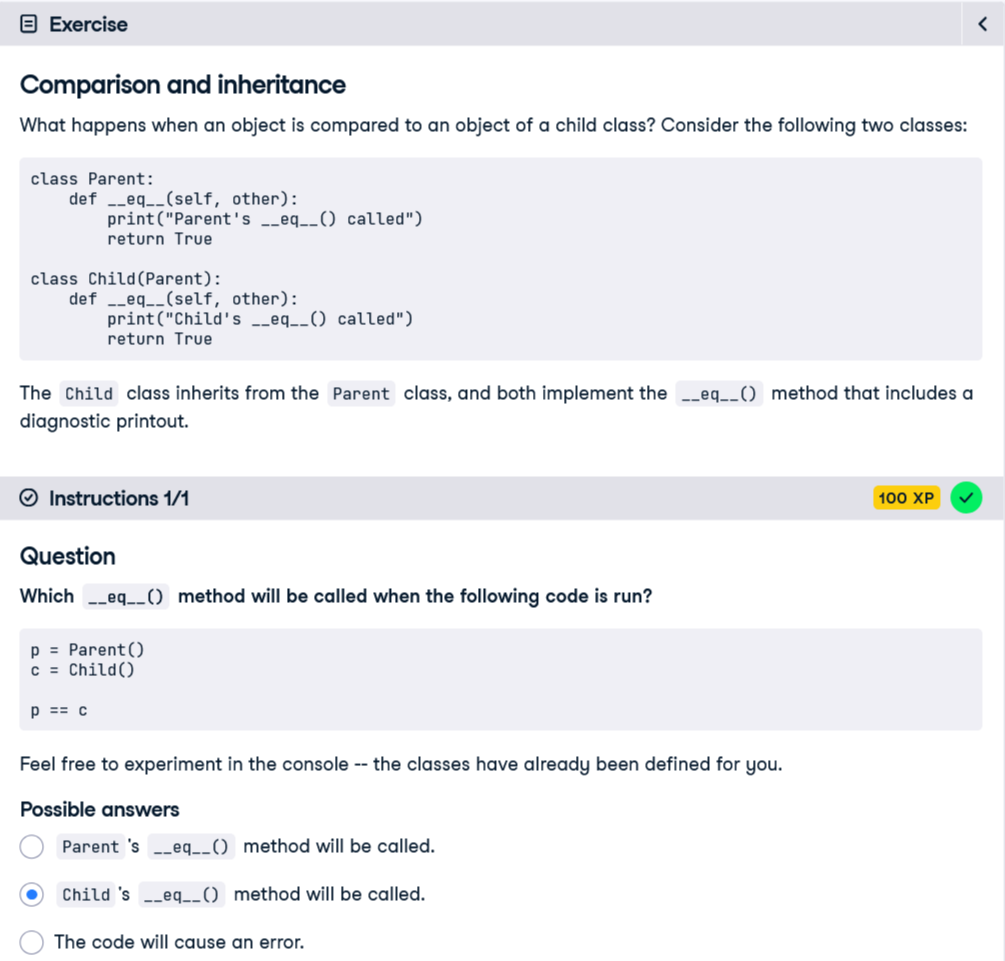 Exercise
Comparison and inheritance
What happens when an object is compared to an object of a child class? Consider the following two classes:
class Parent:
    def __eq__(self, other):
        print("Parent's __eq__() called")
        return True
class Child(Parent):
    def __eq__(self, other):
        print("Child's __eq__() called")
        return True
The Child class inherits from the Parent class, and both implement the __eq__() method that includes a
diagnostic printout.
Instructions 1/1 100 XP
Question
Which __eq__() method will be called when the following code is run?
p = Parent()
c = Child()
p == c
Feel free to experiment in the console -- the classes have already been defined for you.
Possible answers
Parent's __eq__() method will be called.
Child's __eq__() method will be called.
The code will cause an error.